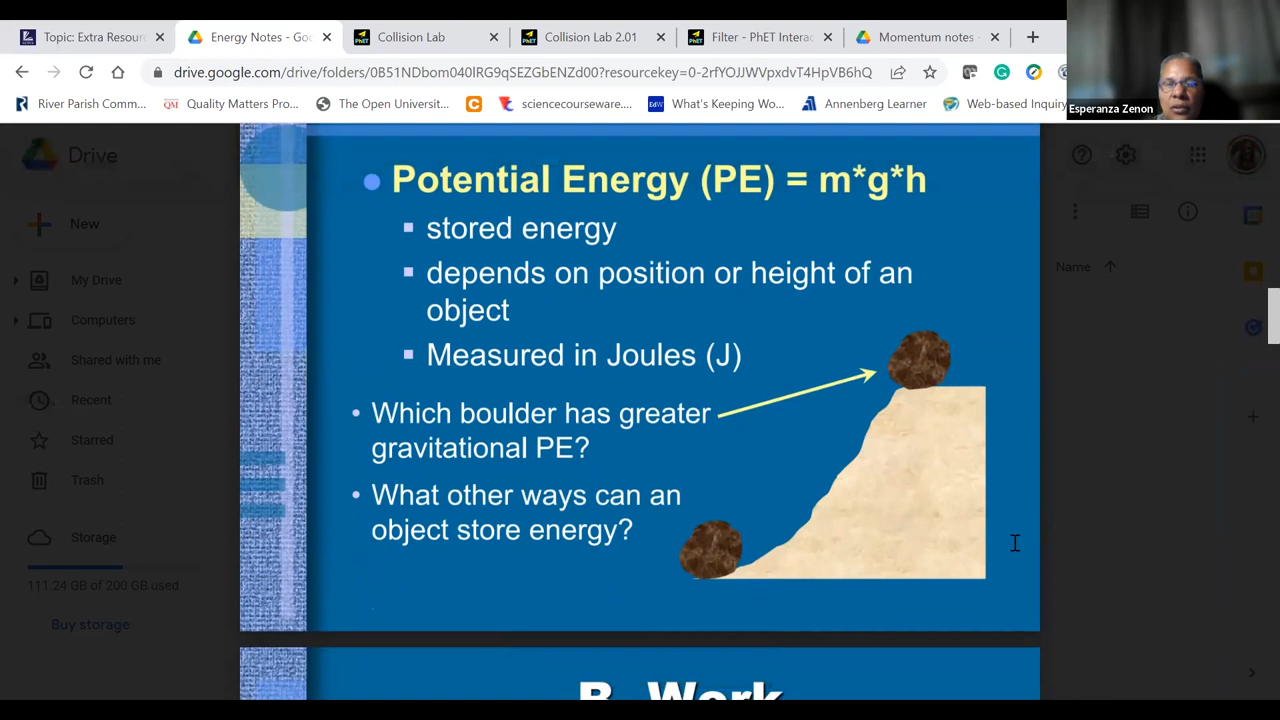 Topic: Extra Resour
Energy Notes - Goo
Collision Lab
Collision Lab 2.01
Filter - PhET Interac
Momentum notes -
drive.google.com/drive/folders/0B51NDbom040lRG9qSEZGbENZd00?resourcekey=0-2rfYOJJWVpxdvT4HpVB6hQ
River Parish Comm...
QM Quality Matters Pro...
The Open Universit...
sciencecourseware....
EdW What's Keeping Wo...
Annenberg Learner
Web-based Inquiry
Esperanza Zenon
Drive
New
My Drive
Computers
Shared with me
Recent
Starred
Trash
Storage
111.24 GB of 200 GB used
Buy storage
Name
Potential Energy (PE) = m*g*h
stored energy
depends on position or height of an
object
Measured in Joules (J)
Which boulder has greater
gravitational PE?
What other ways can an
object store energy?